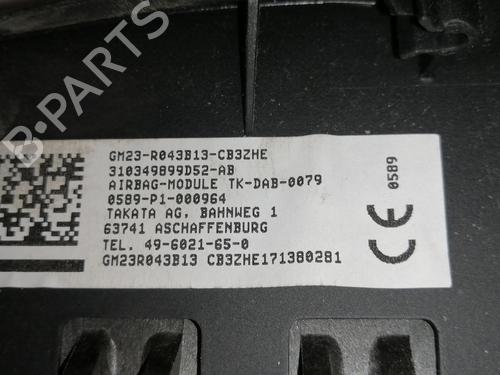 GM23-R043B13-CB3ZHE
310349899D52-AB
AIRBAG-MODULE TK-DAB-0079
0589-P1-000964
TAKATA AG, BAHNWEG 1
63741 ASCHAFFENBURG
TEL. 49-6021-65-0
GM23R043B13 CB3ZHE171380281
CE 0589
B-PARTS